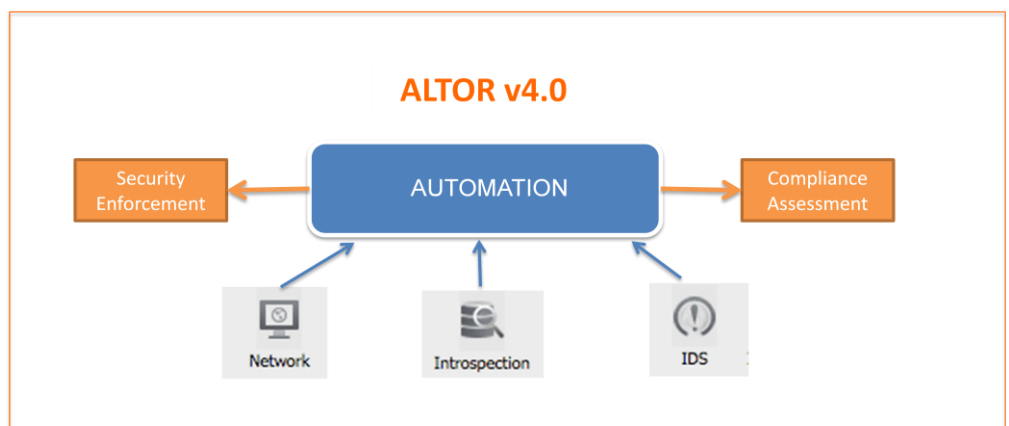 ALTOR v4.0
Security
Enforcement
AUTOMATION
Compliance
Assessment
Network
Introspection
IDS